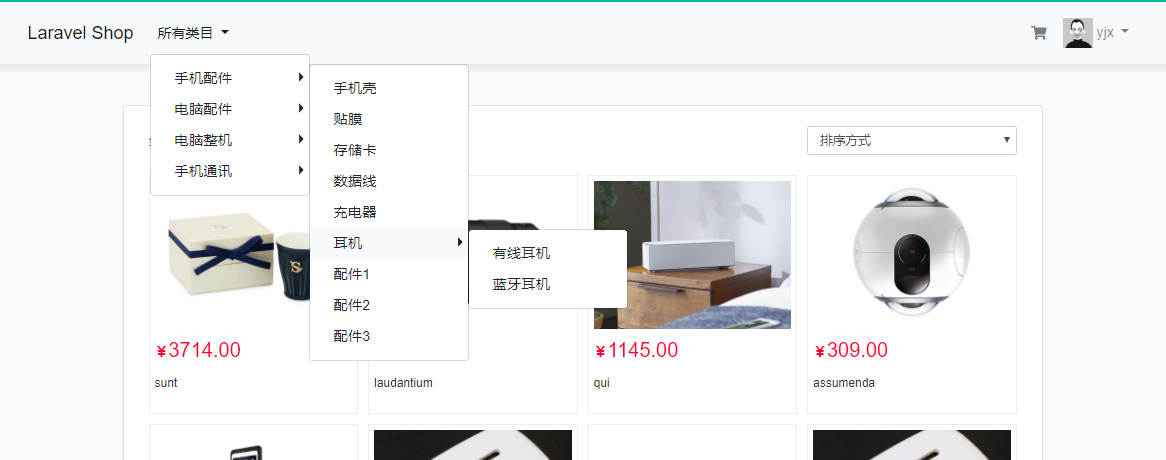 Laravel Shop 所有类目 yjx
手机配件
电脑配件
电脑整机
手机通讯
手机壳
贴膜
存储卡
数据线
充电器
耳机
配件1
配件2
配件3
有线耳机
蓝牙耳机
排序方式
¥3714.00
¥1145.00
¥309.00
sunt
laudantium
qui
assumenda